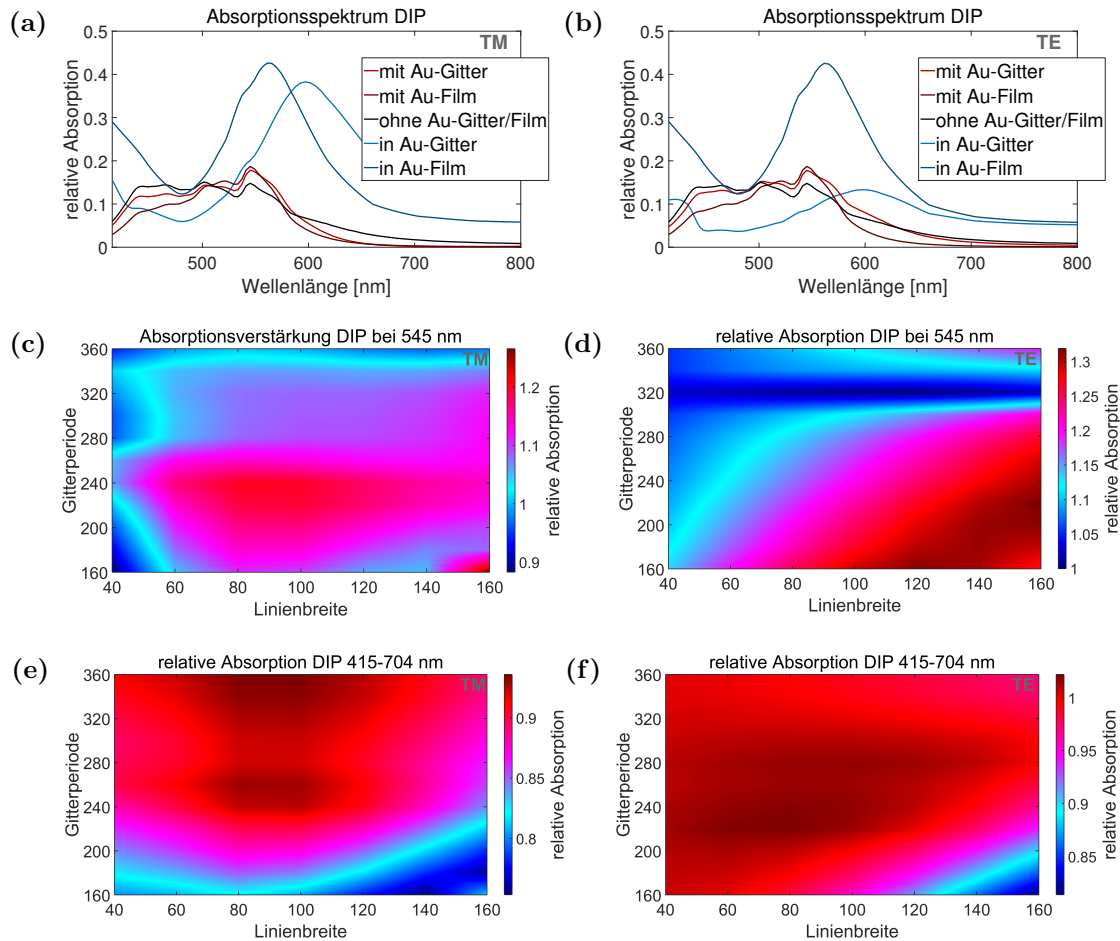 (a)
Absorptionsspektrum DIP
TM
relative Absorption
0.5
0.4
0.3
0.2
0.1
0
mit Au-Gitter
mit Au-Film
ohne Au-Gitter/Film
in Au-Gitter
in Au-Film
500 600 700 800
Wellenlänge [nm]
(b)
Absorptionsspektrum DIP
TE
relative Absorption
0.5
0.4
0.3
0.2
0.1
0
mit Au-Gitter
mit Au-Film
ohne Au-Gitter/Film
in Au-Gitter
in Au-Film
500 600 700 800
Wellenlänge [nm]
(c)
Absorptionsverstärkung DIP bei 545 nm
TM
Gitterperiode
360
320
280
240
200
160
40 60 80 100 120 140 160
Linienbreite
1.2
1.1
1
0.9
relative Absorption
(d)
relative Absorption DIP bei 545 nm
TE
Gitterperiode
360
320
280
240
200
160
40 60 80 100 120 140 160
Linienbreite
1.3
1.25
1.2
1.15
1.1
1.05
1
relative Absorption
(e)
relative Absorption DIP 415-704 nm
TM
Gitterperiode
360
320
280
240
200
160
40 60 80 100 120 140 160
Linienbreite
0.9
0.85
0.8
relative Absorption
(f)
relative Absorption DIP 415-704 nm
TE
Gitterperiode
360
320
280
240
200
160
40 60 80 100 120 140 160
Linienbreite
1
0.95
0.9
0.85
relative Absorption